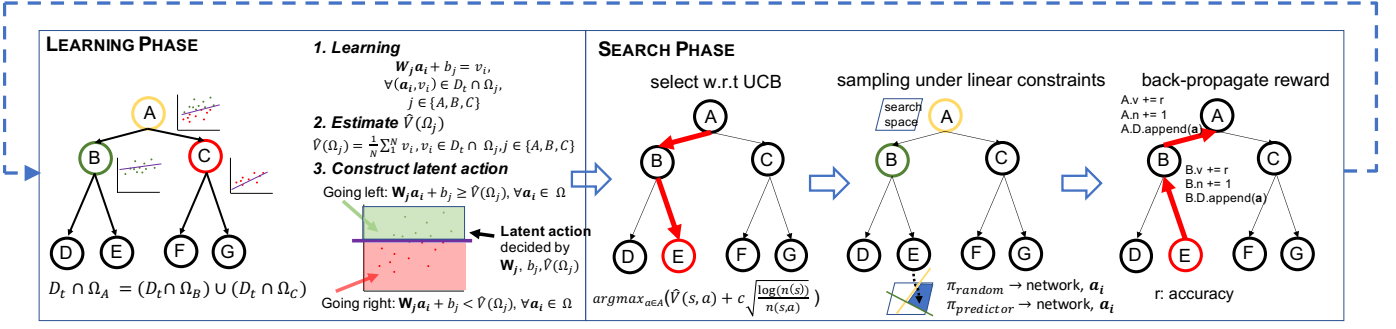 LEARNING PHASE
A
B
C
D
E
F
G
D_t ∩ Ω_A = (D_t ∩ Ω_B) ∪ (D_t ∩ Ω_C)
1. Learning
W_j a_i + b_j = v_i,
∀(a_i, v_i) ∈ D_t ∩ Ω_j,
j ∈ {A, B, C}
2. Estimate V̂(Ω_j)
V̂(Ω_j) = 1/N Σ_1^N v_i, v_i ∈ D_t ∩ Ω_j, j ∈ {A, B, C}
3. Construct latent action
Going left: W_j a_i + b_j ≥ V̂(Ω_j), ∀a_i ∈ Ω
Latent action
decided by
W_j, b_j, V̂(Ω_j)
Going right: W_j a_i + b_j < V̂(Ω_j), ∀a_i ∈ Ω
SEARCH PHASE
select w.r.t UCB
A
B
C
D
E
F
G
argmax_{a∈A}(V̂(s, a) + c√(log(n(s))/n(s,a)))
sampling under linear constraints
search
space
A
B
C
D
E
F
G
π_random → network, a_i
π_predictor → network, a_i
back-propagate reward
A.v += r
A.n += 1
A.D.append(a)
A
B
C
B.v += r
B.n += 1
B.D.append(a)
D
E
F
G
r: accuracy